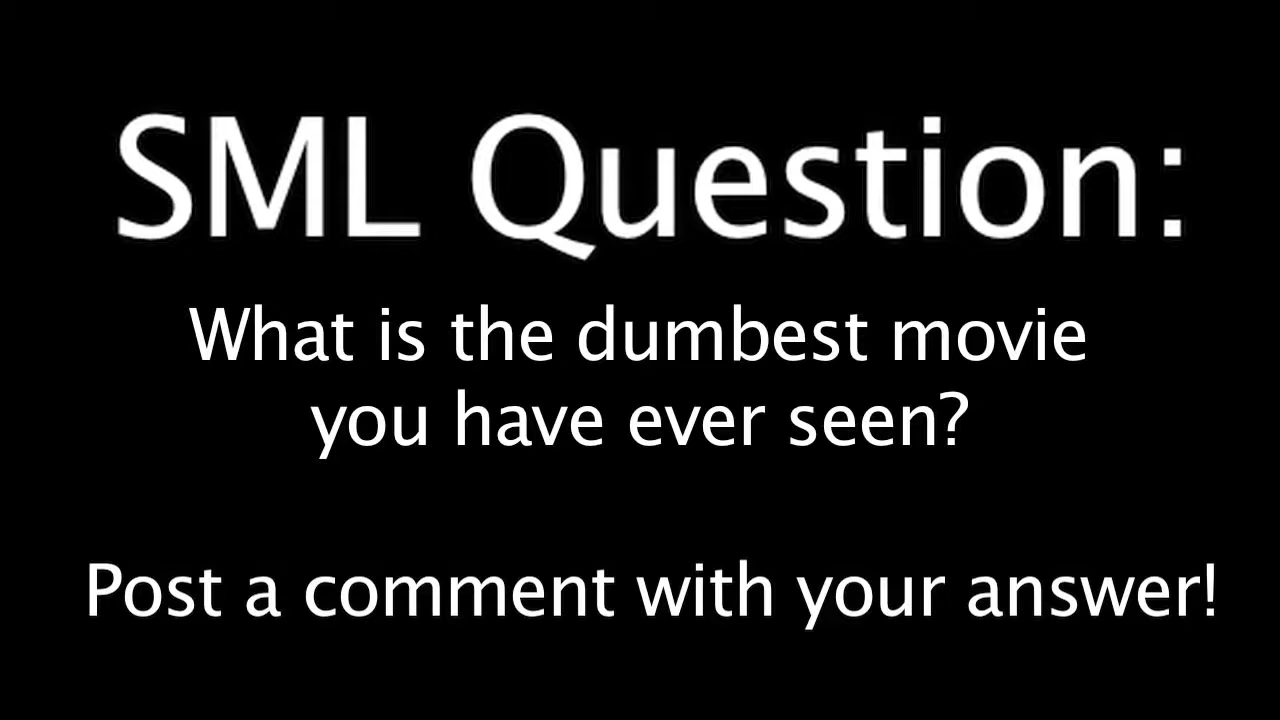 SML Question:
What is the dumbest movie
you have ever seen?
Post a comment with your answer!